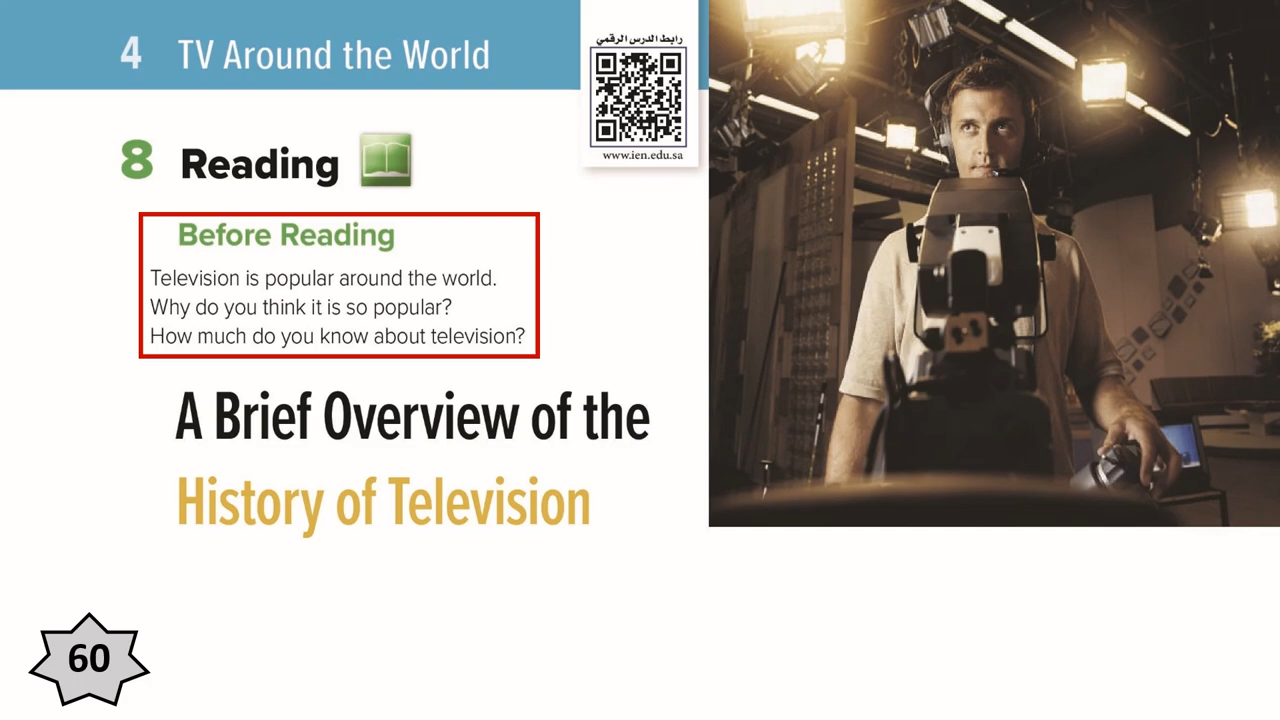 4 TV Around the World
رابط الدرس الرقمي
www.ien.edu.sa
8 Reading
Before Reading
Television is popular around the world.
Why do you think it is so popular?
How much do you know about television?
A Brief Overview of the
History of Television
60